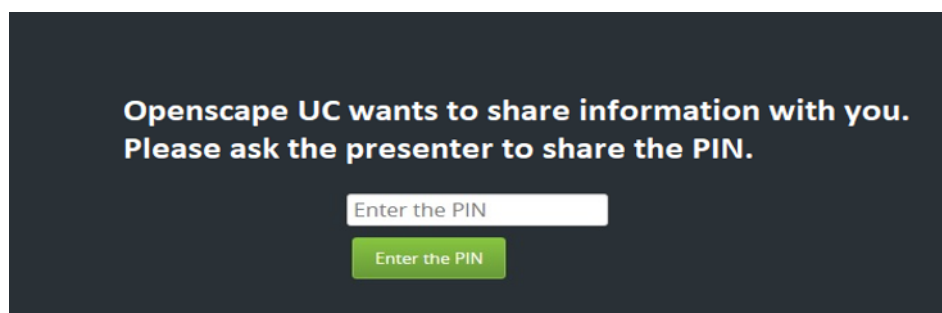 Openscape UC wants to share information with you.
Please ask the presenter to share the PIN.
Enter the PIN
Enter the PIN